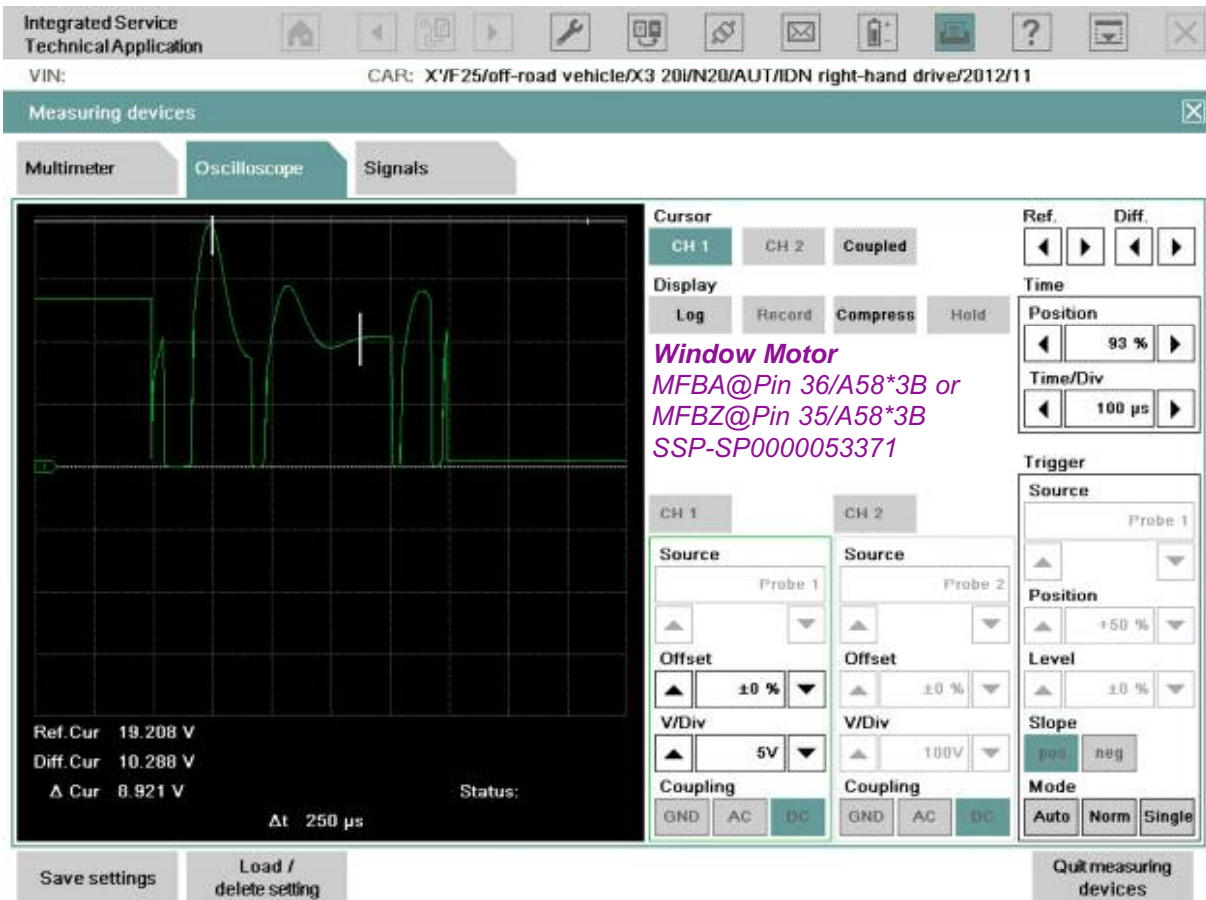 Integrated Service
Technical Application
?
VIN: CAR: X'/F25/off-road vehicle/X3 20i/N20/AUT/IDN right-hand drive/2012/11
Measuring devices
Multimeter Oscilloscope Signals
Cursor Ref. Diff.
CH 1 CH 2 Coupled
Display Time
Log Record Compress Hold Position
93 %
Window Motor
MFBA@Pin 36/A58*3B or Time/Div
MFBZ@Pin 35/A58*3B 100 µs
SSP-SP0000053371
1
Trigger
Source
CH 1 CH 2 Probe 1
Source Source
Probe 1 Probe 2
Position
+50 %
Offset Offset Level
±0 % ±0 % ±0 %
Ref.Cur 19.208 V V/Div V/Div Slope
Diff.Cur 10.288 V 5V 100V pos neg
Δ Cur 8.921 V Status: Coupling Coupling Mode
Δt 250 µs GND AC DC GND AC DC Auto Norm Single
Save settings Load / Quit measuring
delete setting devices